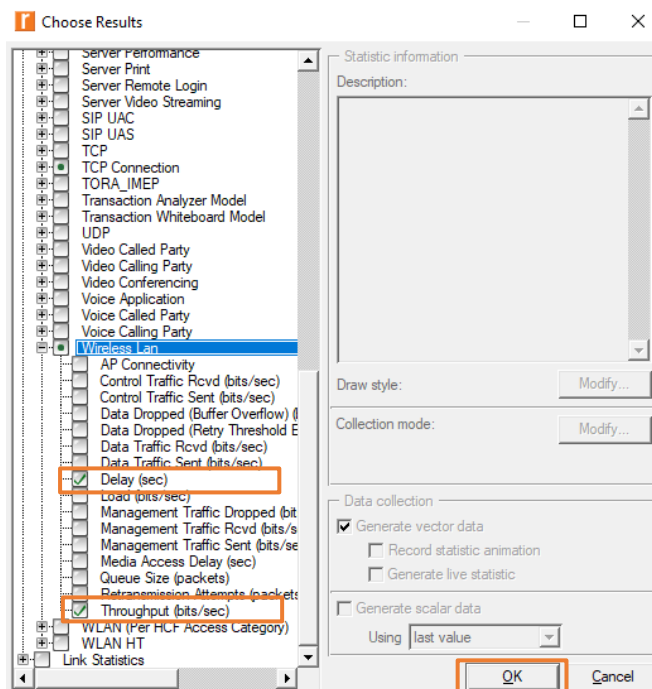 Choose Results
Server Performance
Server Print
Server Remote Login
Server Video Streaming
SIP UAC
SIP UAS
TCP
TCP Connection
TORA_IMEP
Transaction Analyzer Model
Transaction Whiteboard Model
UDP
Video Called Party
Video Calling Party
Video Conferencing
Voice Application
Voice Called Party
Voice Calling Party
Wireless Lan
AP Connectivity
Control Traffic Rcvd (bits/sec)
Control Traffic Sent (bits/sec)
Data Dropped (Buffer Overflow) (
Data Dropped (Retry Threshold E
Data Traffic Rcvd (bits/sec)
Data Traffic Sent (bits/sec)
Delay (sec)
Load (bits/sec)
Management Traffic Dropped (bit
Management Traffic Rcvd (bits/s
Management Traffic Sent (bits/se
Media Access Delay (sec)
Queue Size (packets)
Retransmission Attempts (packets
Throughput (bits/sec)
WLAN (Per HCF Access Category)
WLAN HT
Link Statistics
Statistic information
Description:
Draw style:
Modify...
Collection mode:
Modify...
Data collection
Generate vector data
Record statistic animation
Generate live statistic
Generate scalar data
Using last value
OK
Cancel